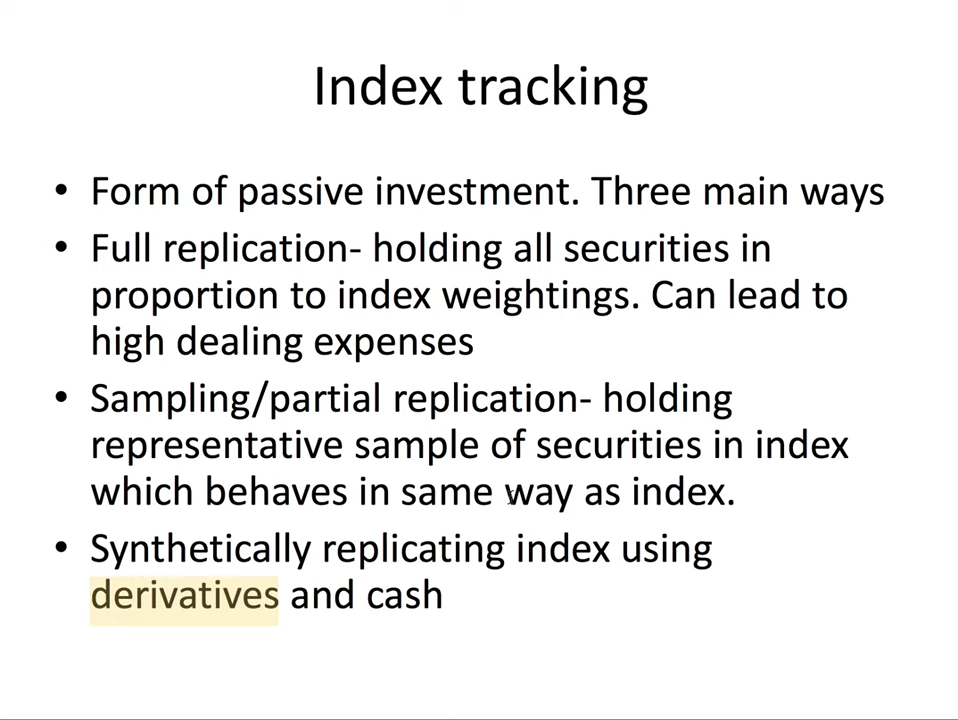 Index tracking
• Form of passive investment. Three main ways
• Full replication- holding all securities in
proportion to index weightings. Can lead to
high dealing expenses
• Sampling/partial replication- holding
representative sample of securities in index
which behaves in same way as index.
• Synthetically replicating index using
derivatives and cash